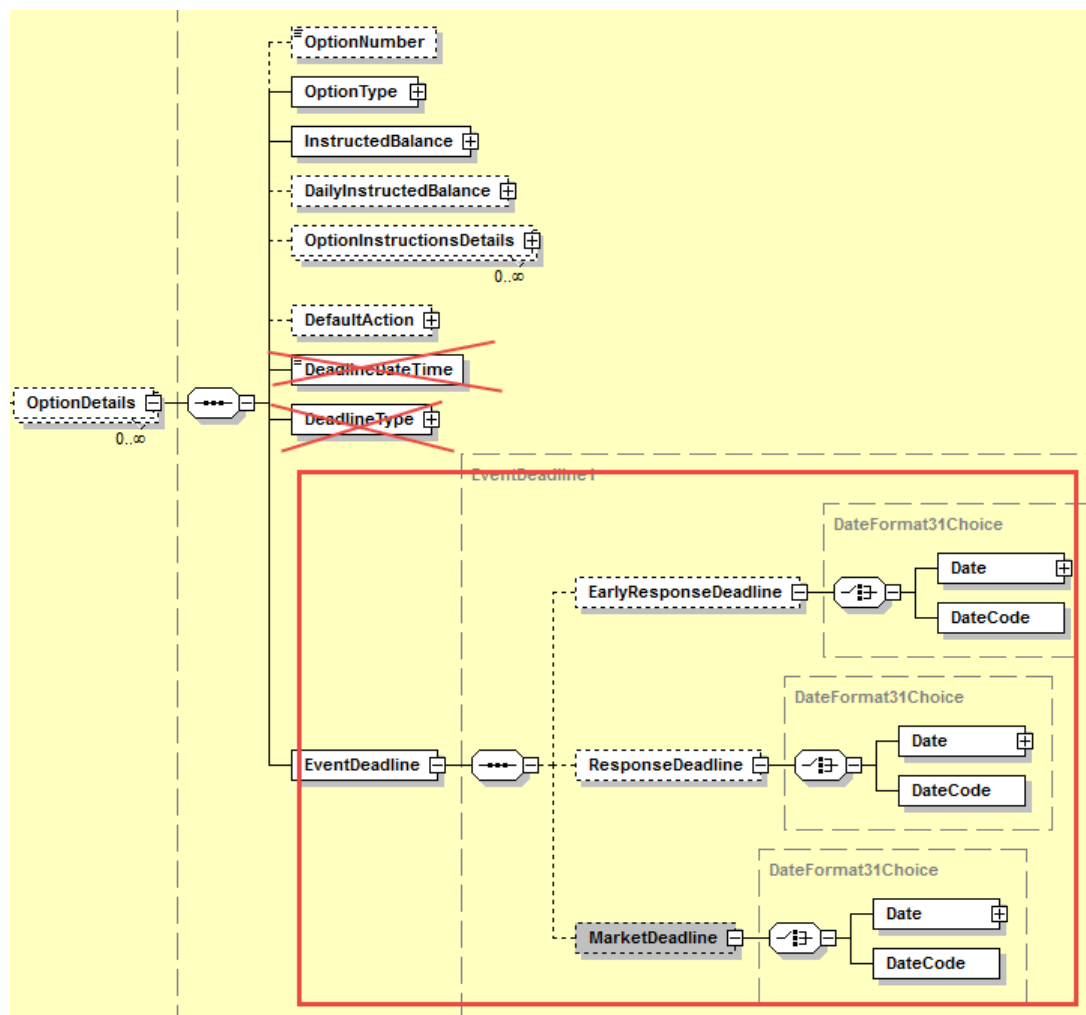 OptionNumber
OptionType
InstructedBalance
DailyInstructedBalance
OptionInstructionsDetails
0..∞
DefaultAction
DeadlineDateTime
OptionDetails
0..∞
DeadlineType
EventDeadline1
DateFormat31Choice
Date
EarlyResponseDeadline
DateCode
DateFormat31Choice
Date
EventDeadline
ResponseDeadline
DateCode
DateFormat31Choice
Date
MarketDeadline
DateCode